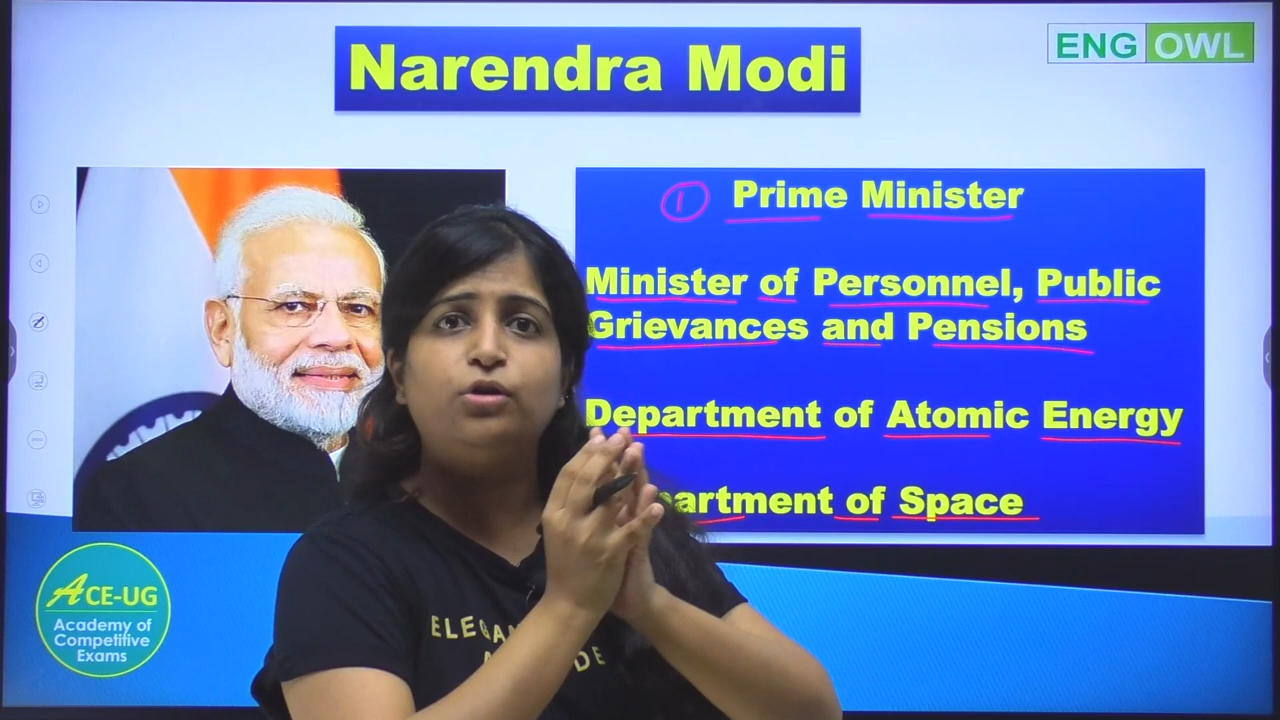 Narendra Modi
ENG OWL
1 Prime Minister
Minister of Personnel, Public
Grievances and Pensions
Department of Atomic Energy
partment of Space
ACE-UG
Academy of
Competitive
Exams